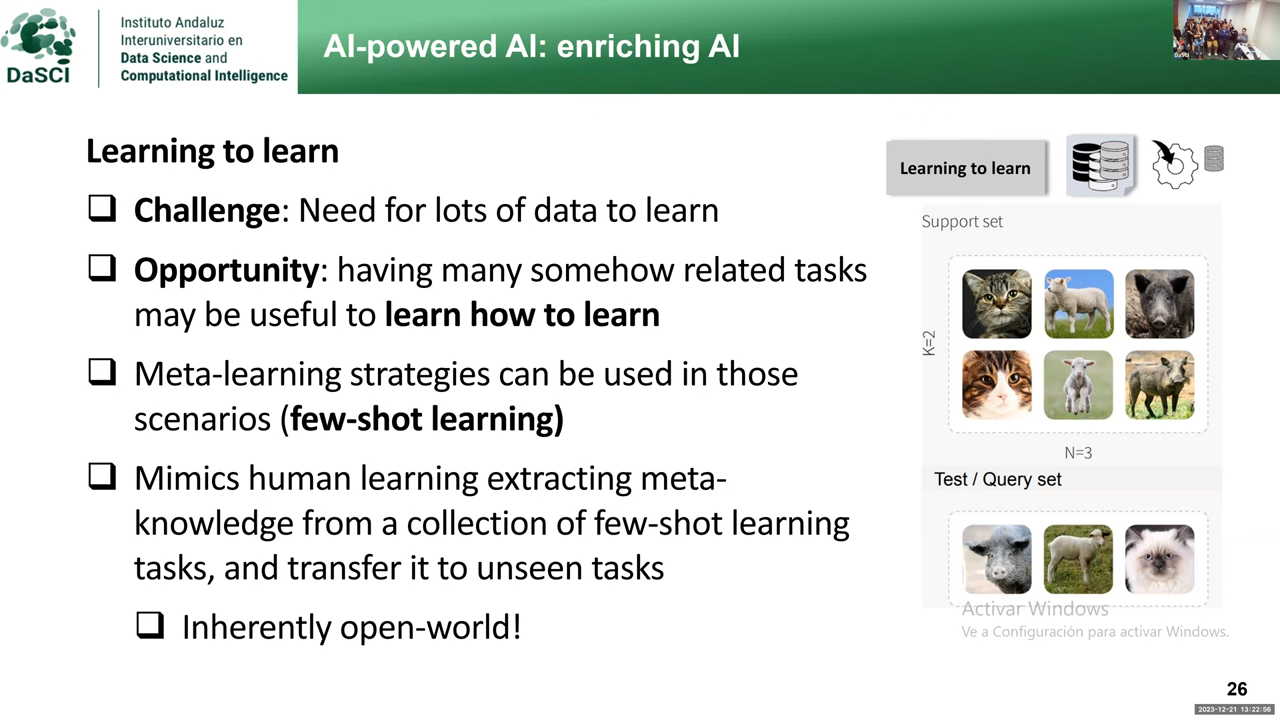 Instituto Andaluz
Interuniversitario en
Data Science and
Computational Intelligence
DaSCI
AI-powered AI: enriching AI
DaSCI
Learning to learn
Challenge: Need for lots of data to learn
Opportunity: having many somehow related tasks
may be useful to learn how to learn
Meta-learning strategies can be used in those
scenarios (few-shot learning)
Mimics human learning extracting meta-
knowledge from a collection of few-shot learning
tasks, and transfer it to unseen tasks
Inherently open-world!
Learning to learn
Support set
K=2
N=3
Test / Query set
Activar Windows
Ve a Configuración para activar Windows.
26
2023-12-21 13:22:56